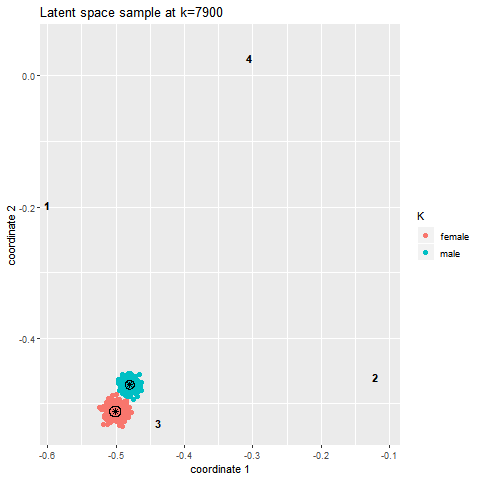 Latent space sample at k=7900
4
0.0
1
-0.2
coordinate 2
-0.4
2
3
-0.6 -0.5 -0.4 -0.3 -0.2 -0.1
coordinate 1
K
female
male